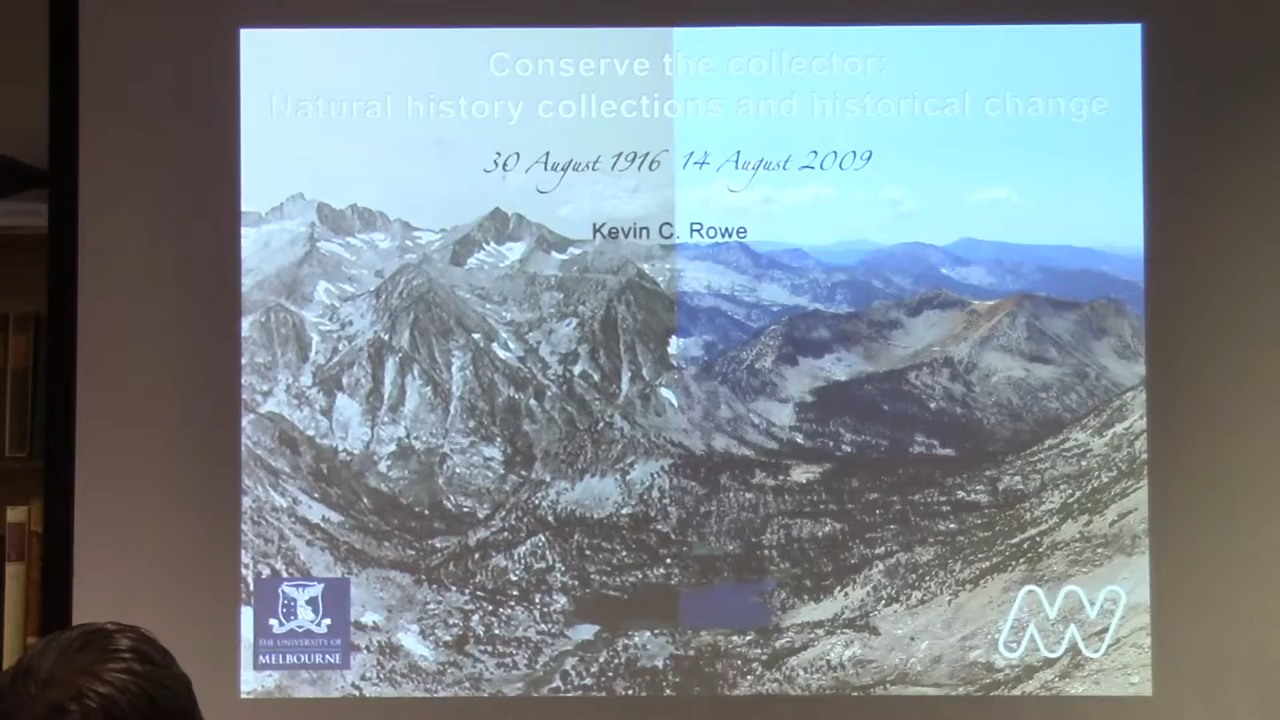 Conserve the collector:
Natural history collections and historical change
30 August 1916 14 August 2009
Kevin C. Rowe
THE UNIVERSITY OF
MELBOURNE